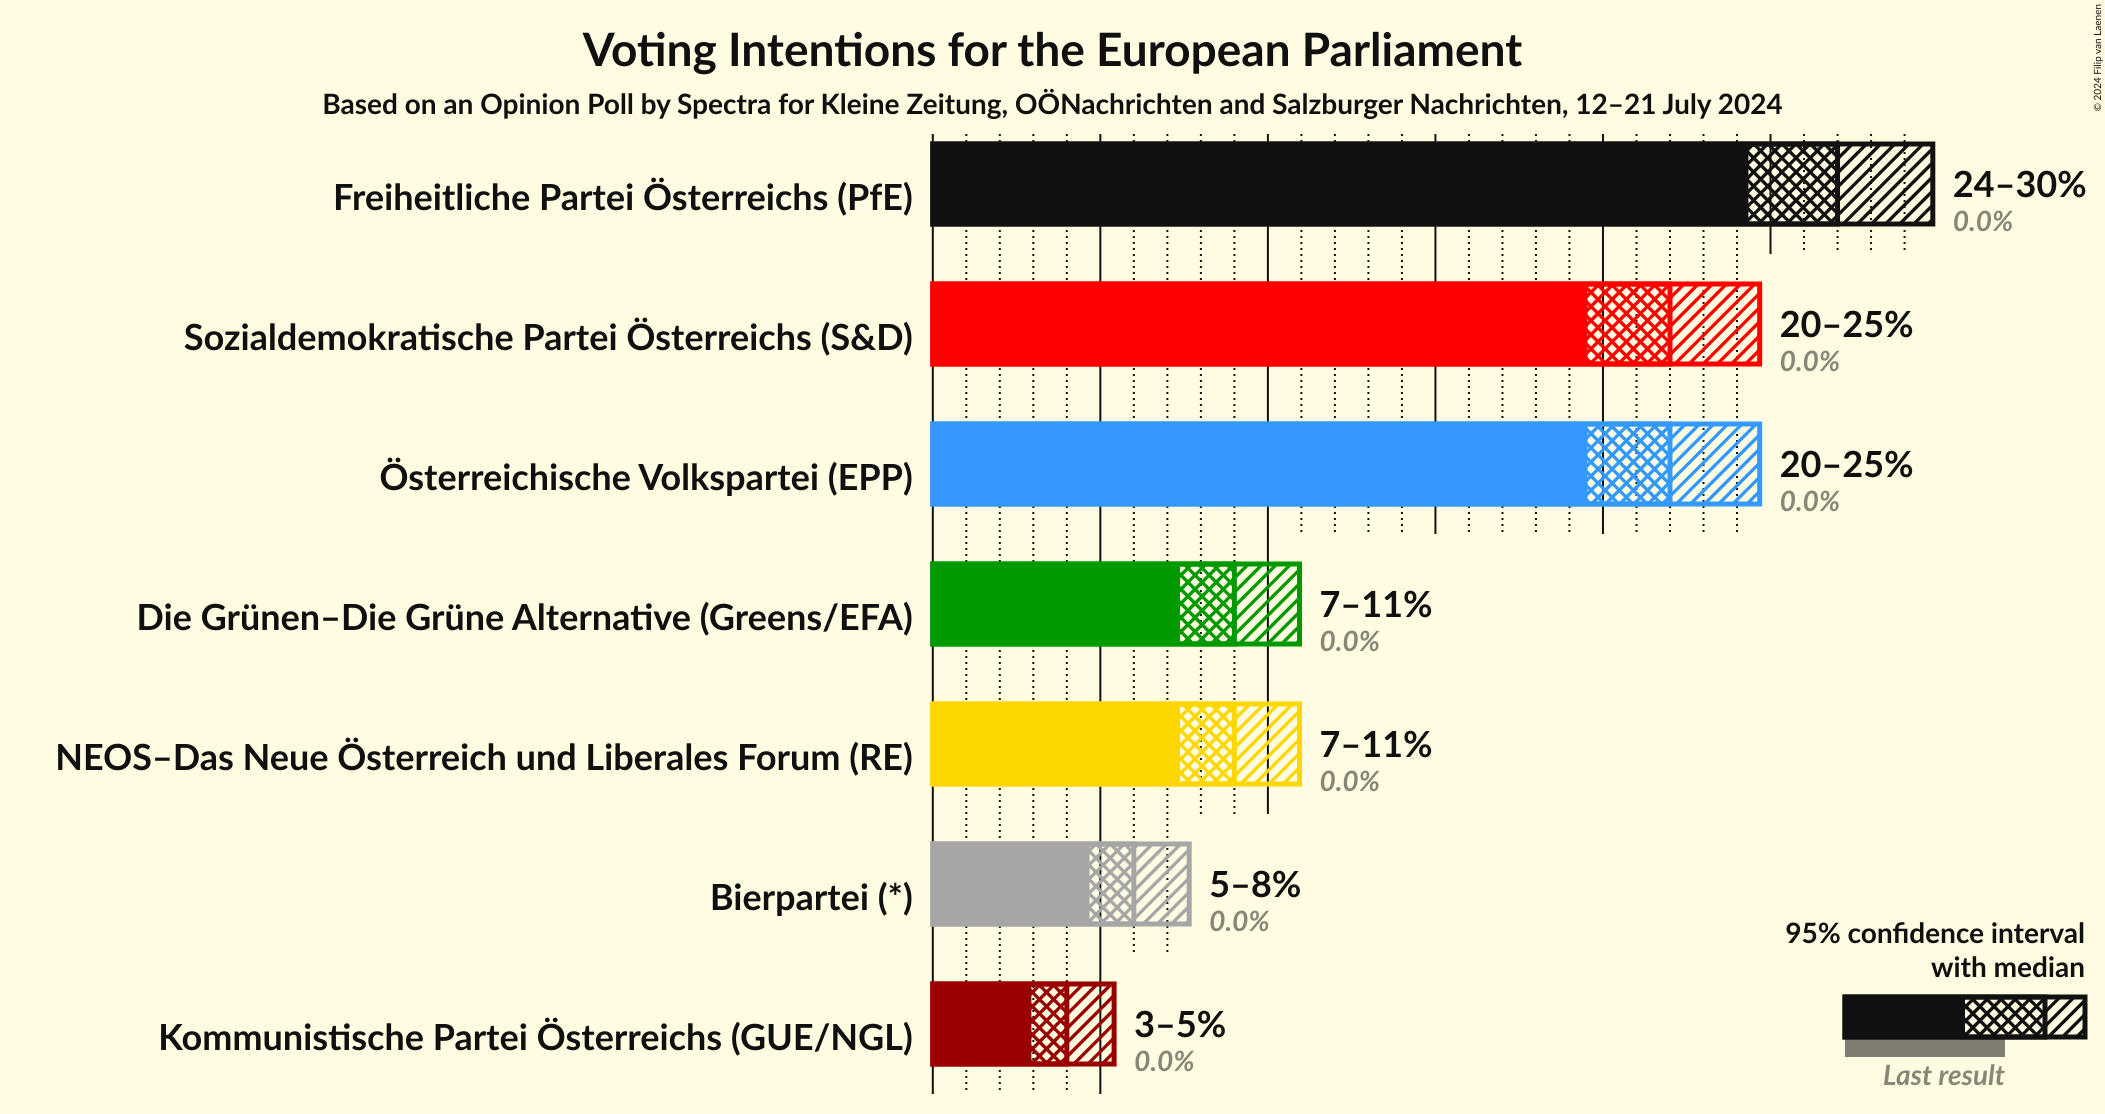 Voting Intentions for the European Parliament
Based on an Opinion Poll by Spectra for Kleine Zeitung, OÖNachrichten and Salzburger Nachrichten, 12–21 July 2024
© 2024 Filip van Laenen
Freiheitliche Partei Österreichs (PfE)
24–30%
0.0%
Sozialdemokratische Partei Österreichs (S&D)
20–25%
0.0%
Österreichische Volkspartei (EPP)
20–25%
0.0%
Die Grünen–Die Grüne Alternative (Greens/EFA)
7–11%
0.0%
NEOS–Das Neue Österreich und Liberales Forum (RE)
7–11%
0.0%
Bierpartei (*)
5–8%
0.0%
Kommunistische Partei Österreichs (GUE/NGL)
3–5%
0.0%
95% confidence interval
with median
Last result